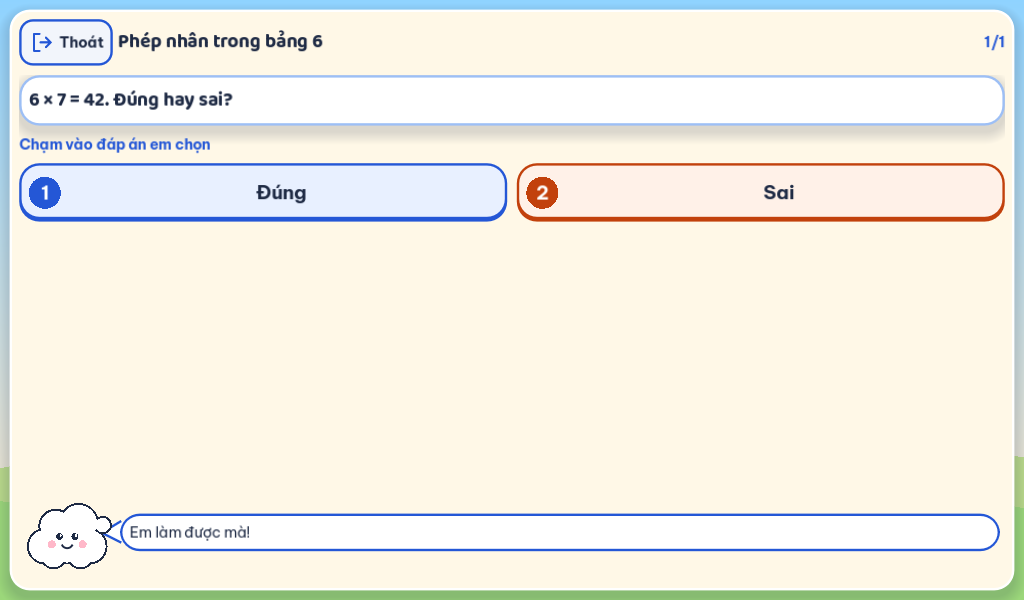 Thoát
Phép nhân trong bảng 6
1/1
6 × 7 = 42. Đúng hay sai?
Chạm vào đáp án em chọn
1 Đúng
2 Sai
Em làm được mà!